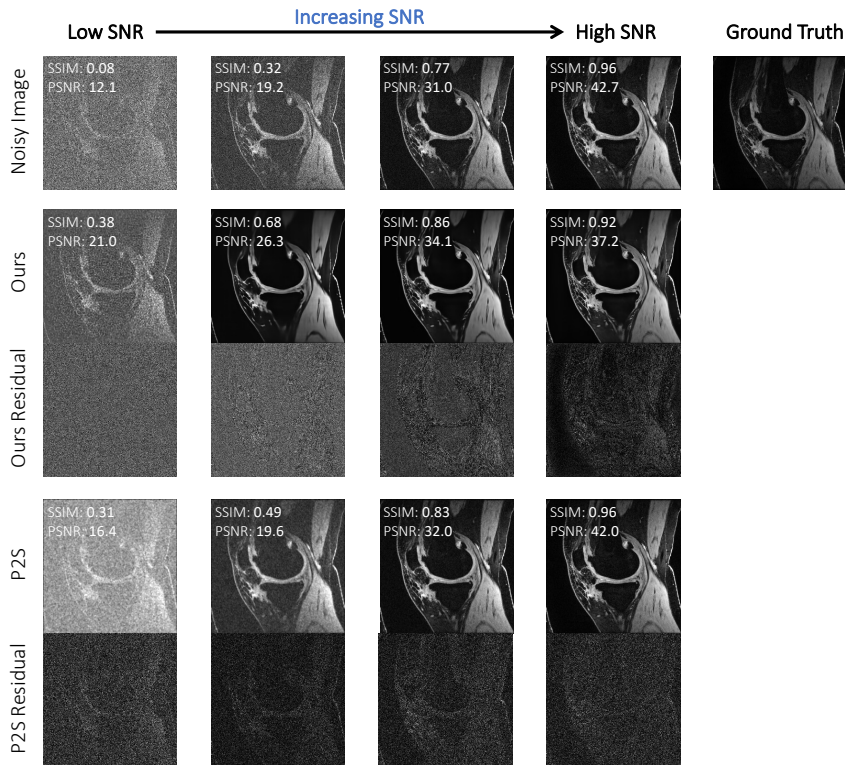 Increasing SNR
Low SNR
High SNR
Ground Truth
Noisy Image
SSIM: 0.08
PSNR: 12.1
SSIM: 0.32
PSNR: 19.2
SSIM: 0.77
PSNR: 31.0
SSIM: 0.96
PSNR: 42.7
Ours
SSIM: 0.38
PSNR: 21.0
SSIM: 0.68
PSNR: 26.3
SSIM: 0.86
PSNR: 34.1
SSIM: 0.92
PSNR: 37.2
Ours Residual
P2S
SSIM: 0.31
PSNR: 16.4
SSIM: 0.49
PSNR: 19.6
SSIM: 0.83
PSNR: 32.0
SSIM: 0.96
PSNR: 42.0
P2S Residual